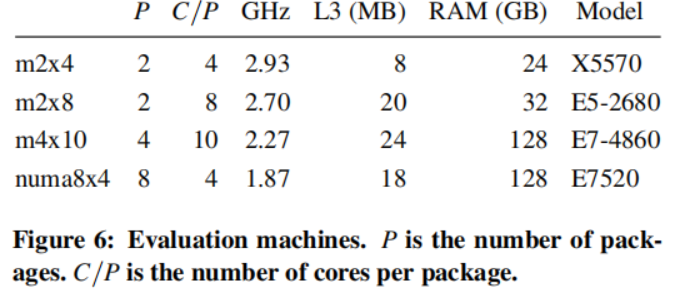 P C/P GHz L3 (MB) RAM (GB) Model
m2x4 2 4 2.93 8 24 X5570
m2x8 2 8 2.70 20 32 E5-2680
m4x10 4 10 2.27 24 128 E7-4860
numa8x4 8 4 1.87 18 128 E7520
Figure 6: Evaluation machines. P is the number of pack-
ages. C/P is the number of cores per package.